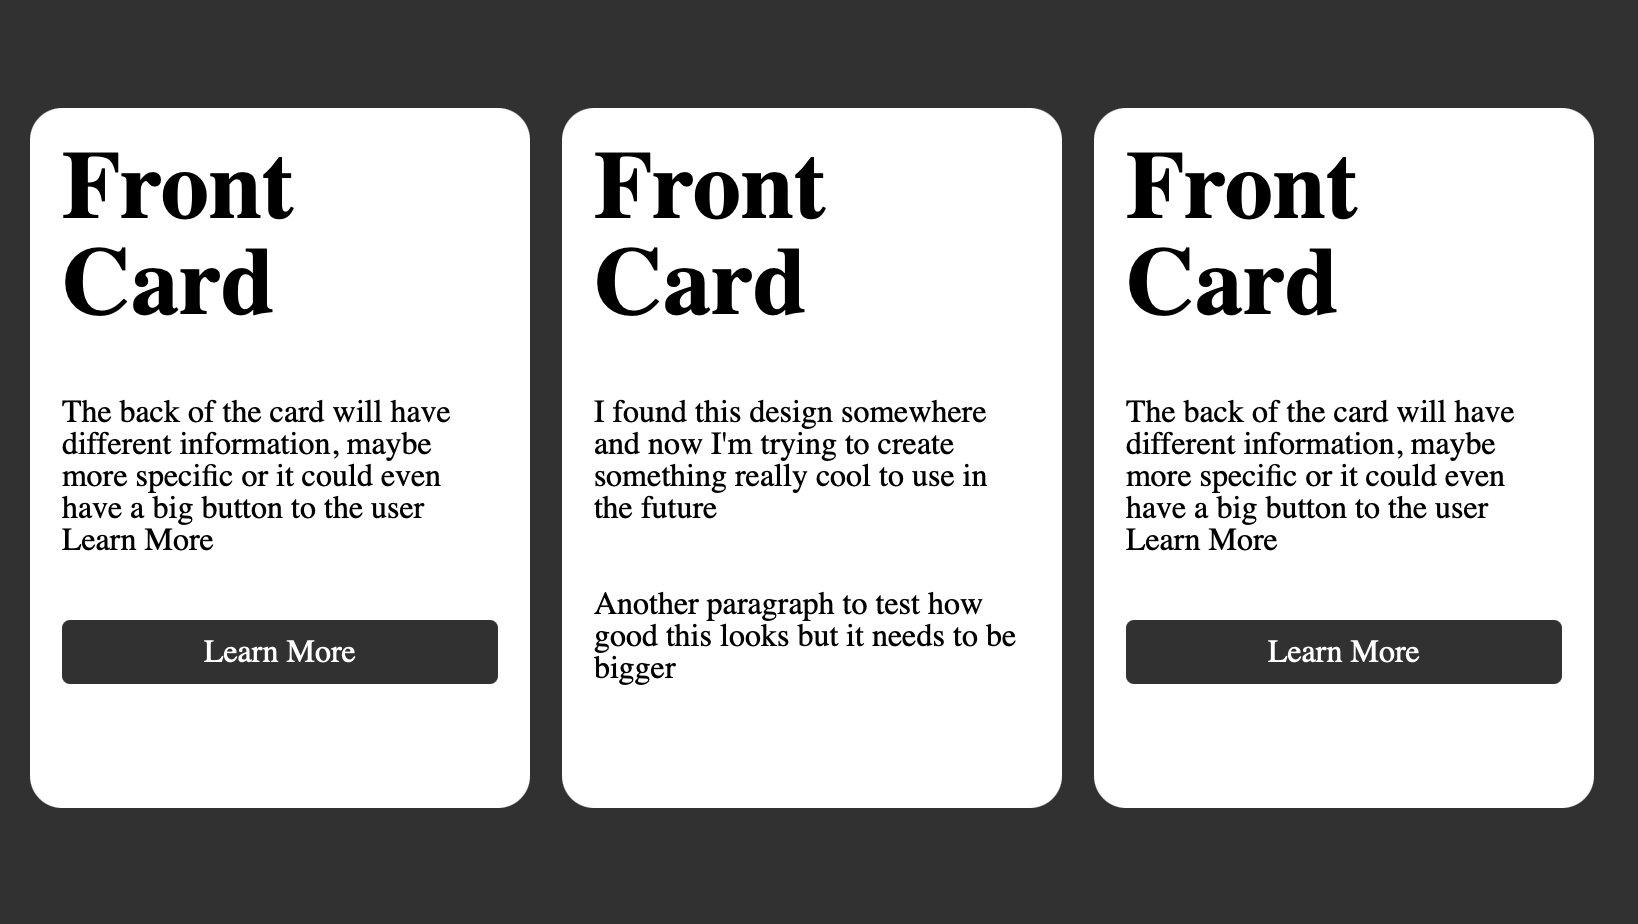 Front
Card
The back of the card will have
different information, maybe
more specific or it could even
have a big button to the user
Learn More
Learn More
Front
Card
I found this design somewhere
and now I'm trying to create
something really cool to use in
the future
Another paragraph to test how
good this looks but it needs to be
bigger
Front
Card
The back of the card will have
different information, maybe
more specific or it could even
have a big button to the user
Learn More
Learn More